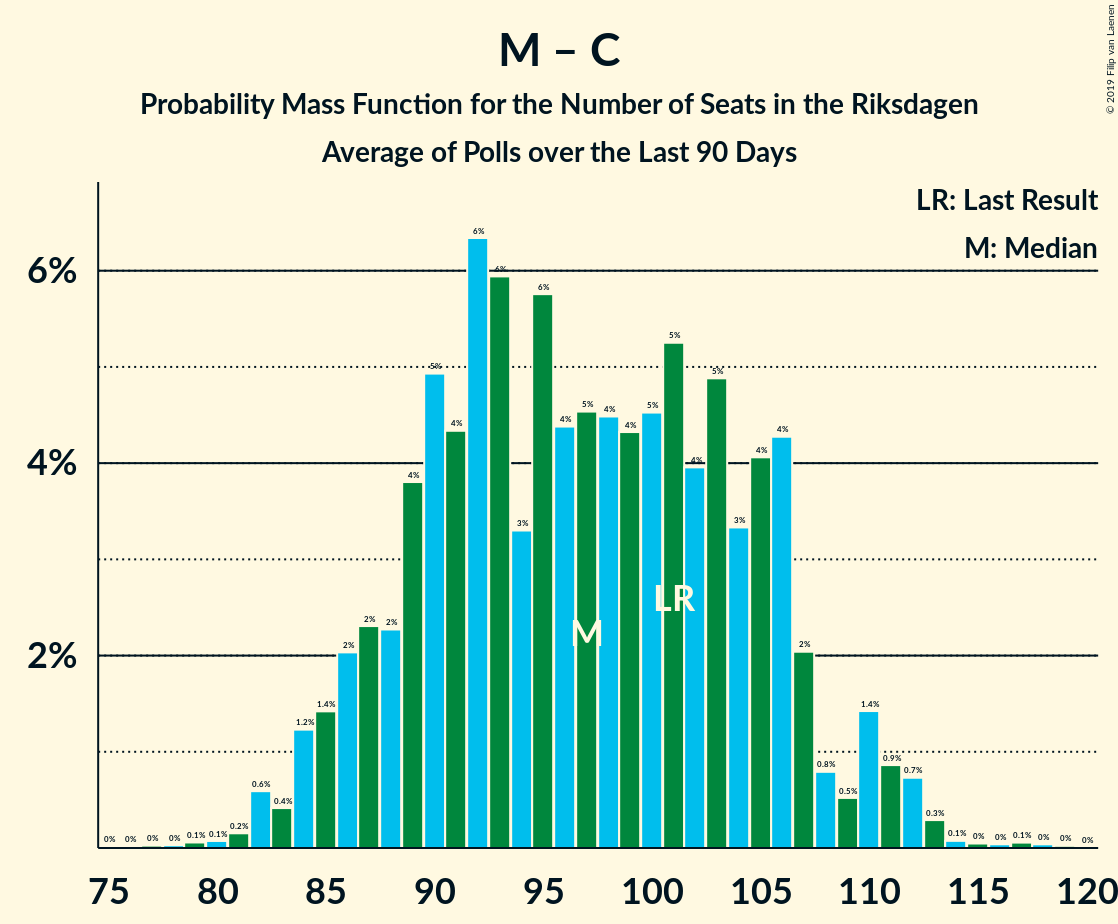 M – C
Probability Mass Function for the Number of Seats in the Riksdagen
Average of Polls over the Last 90 Days
© 2019 Filip van Laenen
LR: Last Result
M: Median
6%
4%
2%
0% 0% 0% 0% 0.1% 0.1% 0.2% 0.6% 0.4% 1.2% 1.4% 2% 2% 2% 4% 5% 4% 6% 6% 3% 6% 4% 5% 4% 4% 5% 5% 4% 5% 3% 4% 4% 2% 0.8% 0.5% 1.4% 0.9% 0.7% 0.3% 0.1% 0% 0% 0.1% 0% 0% 0%
LR
M
75 80 85 90 95 100 105 110 115 120